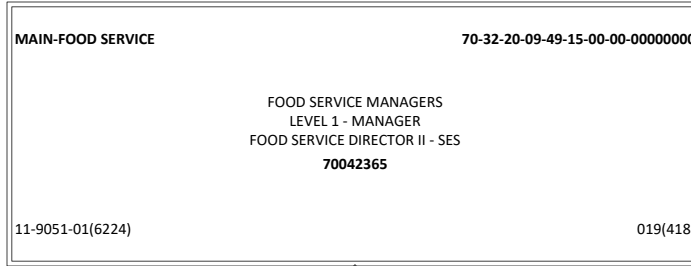 MAIN-FOOD SERVICE 70-32-20-09-49-15-00-00-00000000
FOOD SERVICE MANAGERS
LEVEL 1 - MANAGER
FOOD SERVICE DIRECTOR II - SES
70042365
11-9051-01(6224) 019(418